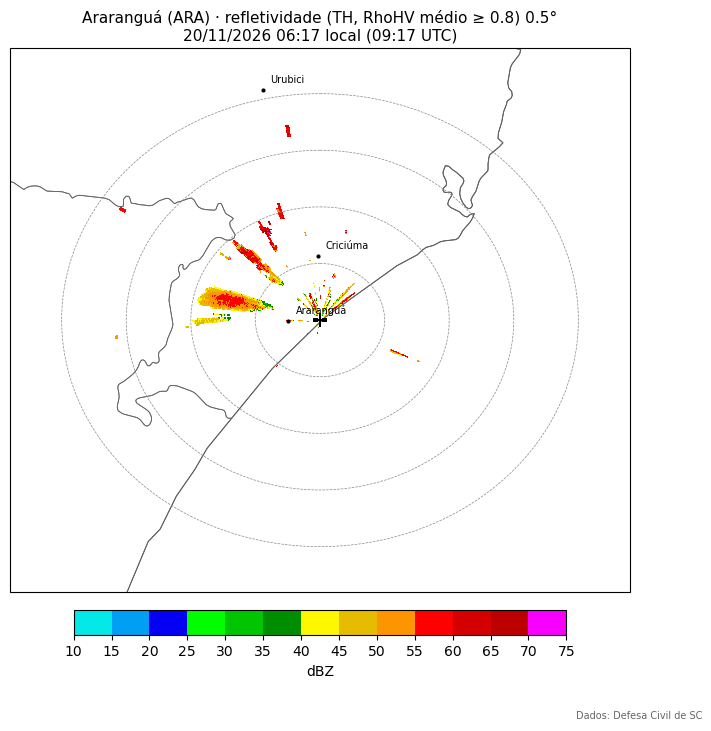 Araranguá (ARA) · refletividade (TH, RhoHV médio ≥ 0.8) 0.5°
20/11/2026 06:17 local (09:17 UTC)
Urubici
Criciúma
Araranguá
10 15 20 25 30 35 40 45 50 55 60 65 70 75
dBZ
Dados: Defesa Civil de SC